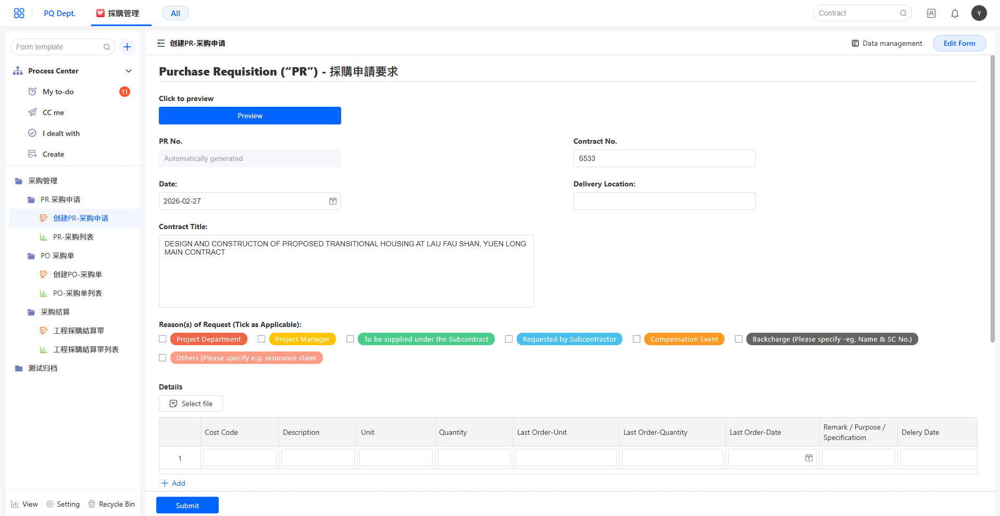 PQ Dept.
採購管理
All
Contract
Y
Form template
Process Center
My to-do
11
CC me
I dealt with
Create
采购管理
PR 采购申请
创建PR-采购申请
PR-采购列表
PO 采购单
创建PO-采购单
PO-采购单列表
采购结算
工程採購結算單
工程採購結算單列表
测试归档
View
Setting
Recycle Bin
创建PR-采购申请
Data management
Edit Form
Purchase Requisition (“PR”) - 採購申請要求
Click to preview
Preview
PR No.
Automatically generated
Contract No.
6533
Date:
2026-02-27
7
Delivery Location:
Contract Title:
DESIGN AND CONSTRUCTON OF PROPOSED TRANSITIONAL HOUSING AT LAU FAU SHAN, YUEN LONG
MAIN CONTRACT
Reason(s) of Request (Tick as Applicable):
Project Department
Project Manager
To be supplied under the Subcontract
Requested by Subcontractor
Compensation Event
Backcharge (Please specify -eg, Name & SC No.)
Others (Please specify e.g. insurance claim
Details
Select file
Cost Code
Description
Unit
Quantity
Last Order-Unit
Last Order-Quantity
Last Order-Date
Remark / Purpose /
Specificatioin
Delery Date
1
7
Add
Submit